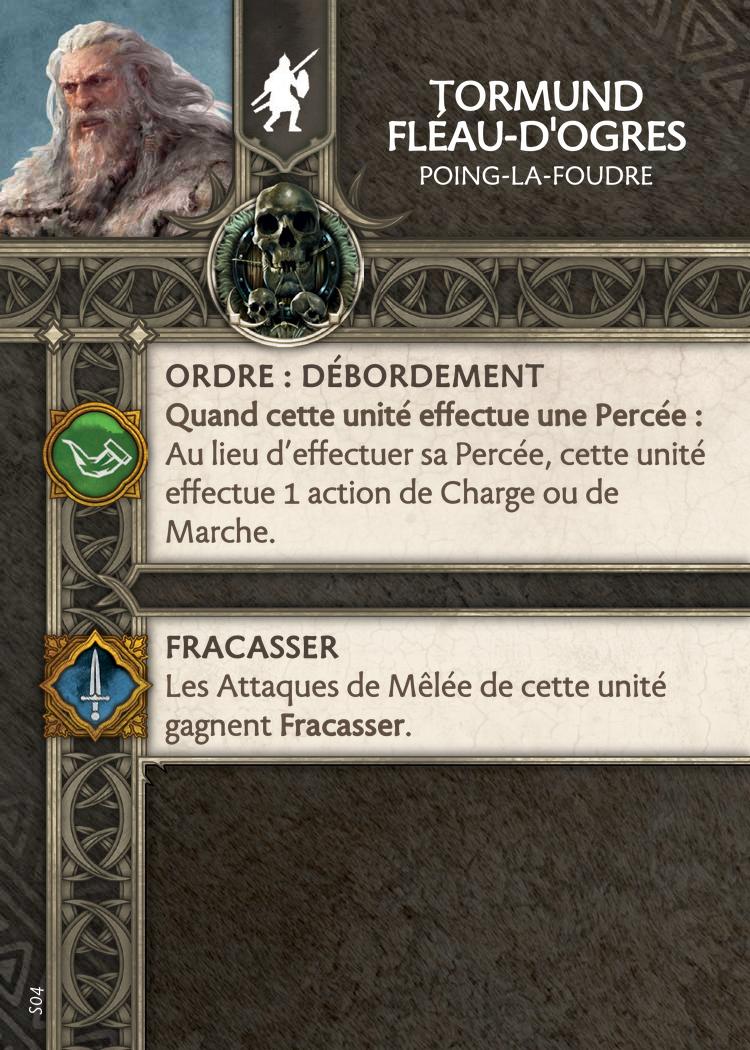 TORMUND
FLÉAU-D'OGRES
POING-LA-FOUDRE
ORDRE : DÉBORDEMENT
Quand cette unité effectue une Percée :
Au lieu d’effectuer sa Percée, cette unité
effectue 1 action de Charge ou de
Marche.
FRACASSER
Les Attaques de Mêlée de cette unité
gagnent Fracasser.
S04